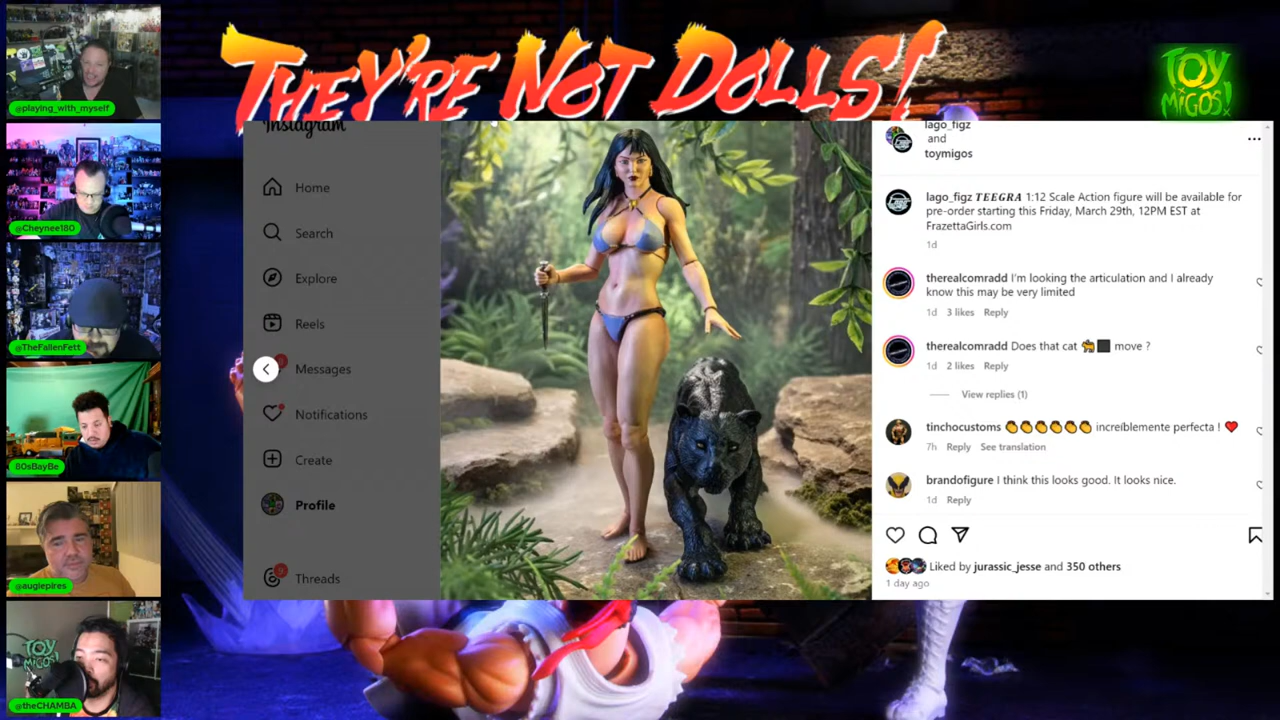 THEY'RE NOT DOLLS!
TOY
MIGOS!
@playing_with_myself
@Cheynee180
@TheFallenFett
80sBayBe
@augiepires
TOY
MIGOS!
@theCHAMBA
Instagram
Home
Search
Explore
Reels
Messages
Notifications
Create
Profile
Threads
lago_figz
and
toymigos
lago_figz TEEGRA 1:12 Scale Action figure will be available for
pre-order starting this Friday, March 29th, 12PM EST at
FrazettaGirls.com
1d
therealcomradd I'm looking the articulation and I already
know this may be very limited
1d 3 likes Reply
therealcomradd Does that cat 🐈⬛ move ?
1d 2 likes Reply
View replies (1)
tinchocustoms 👏👏👏👏👏👏 increíblemente perfecta ! ❤️
7h Reply See translation
brandofigure I think this looks good. It looks nice.
1d Reply
Liked by jurassic_jesse and 350 others
1 day ago